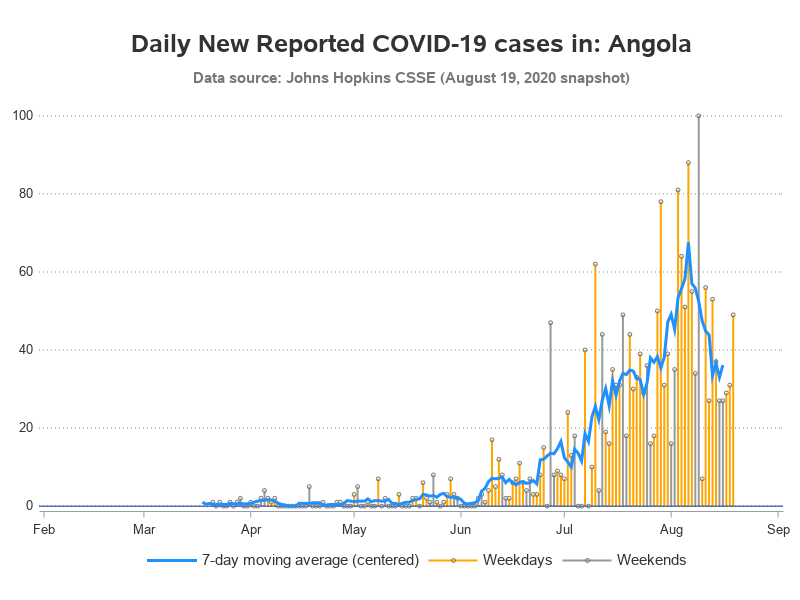 Daily New Reported COVID-19 cases in: Angola
Data source: Johns Hopkins CSSE (August 19, 2020 snapshot)
100
80
60
40
20
0
Feb Mar Apr May Jun Jul Aug Sep
7-day moving average (centered) Weekdays Weekends